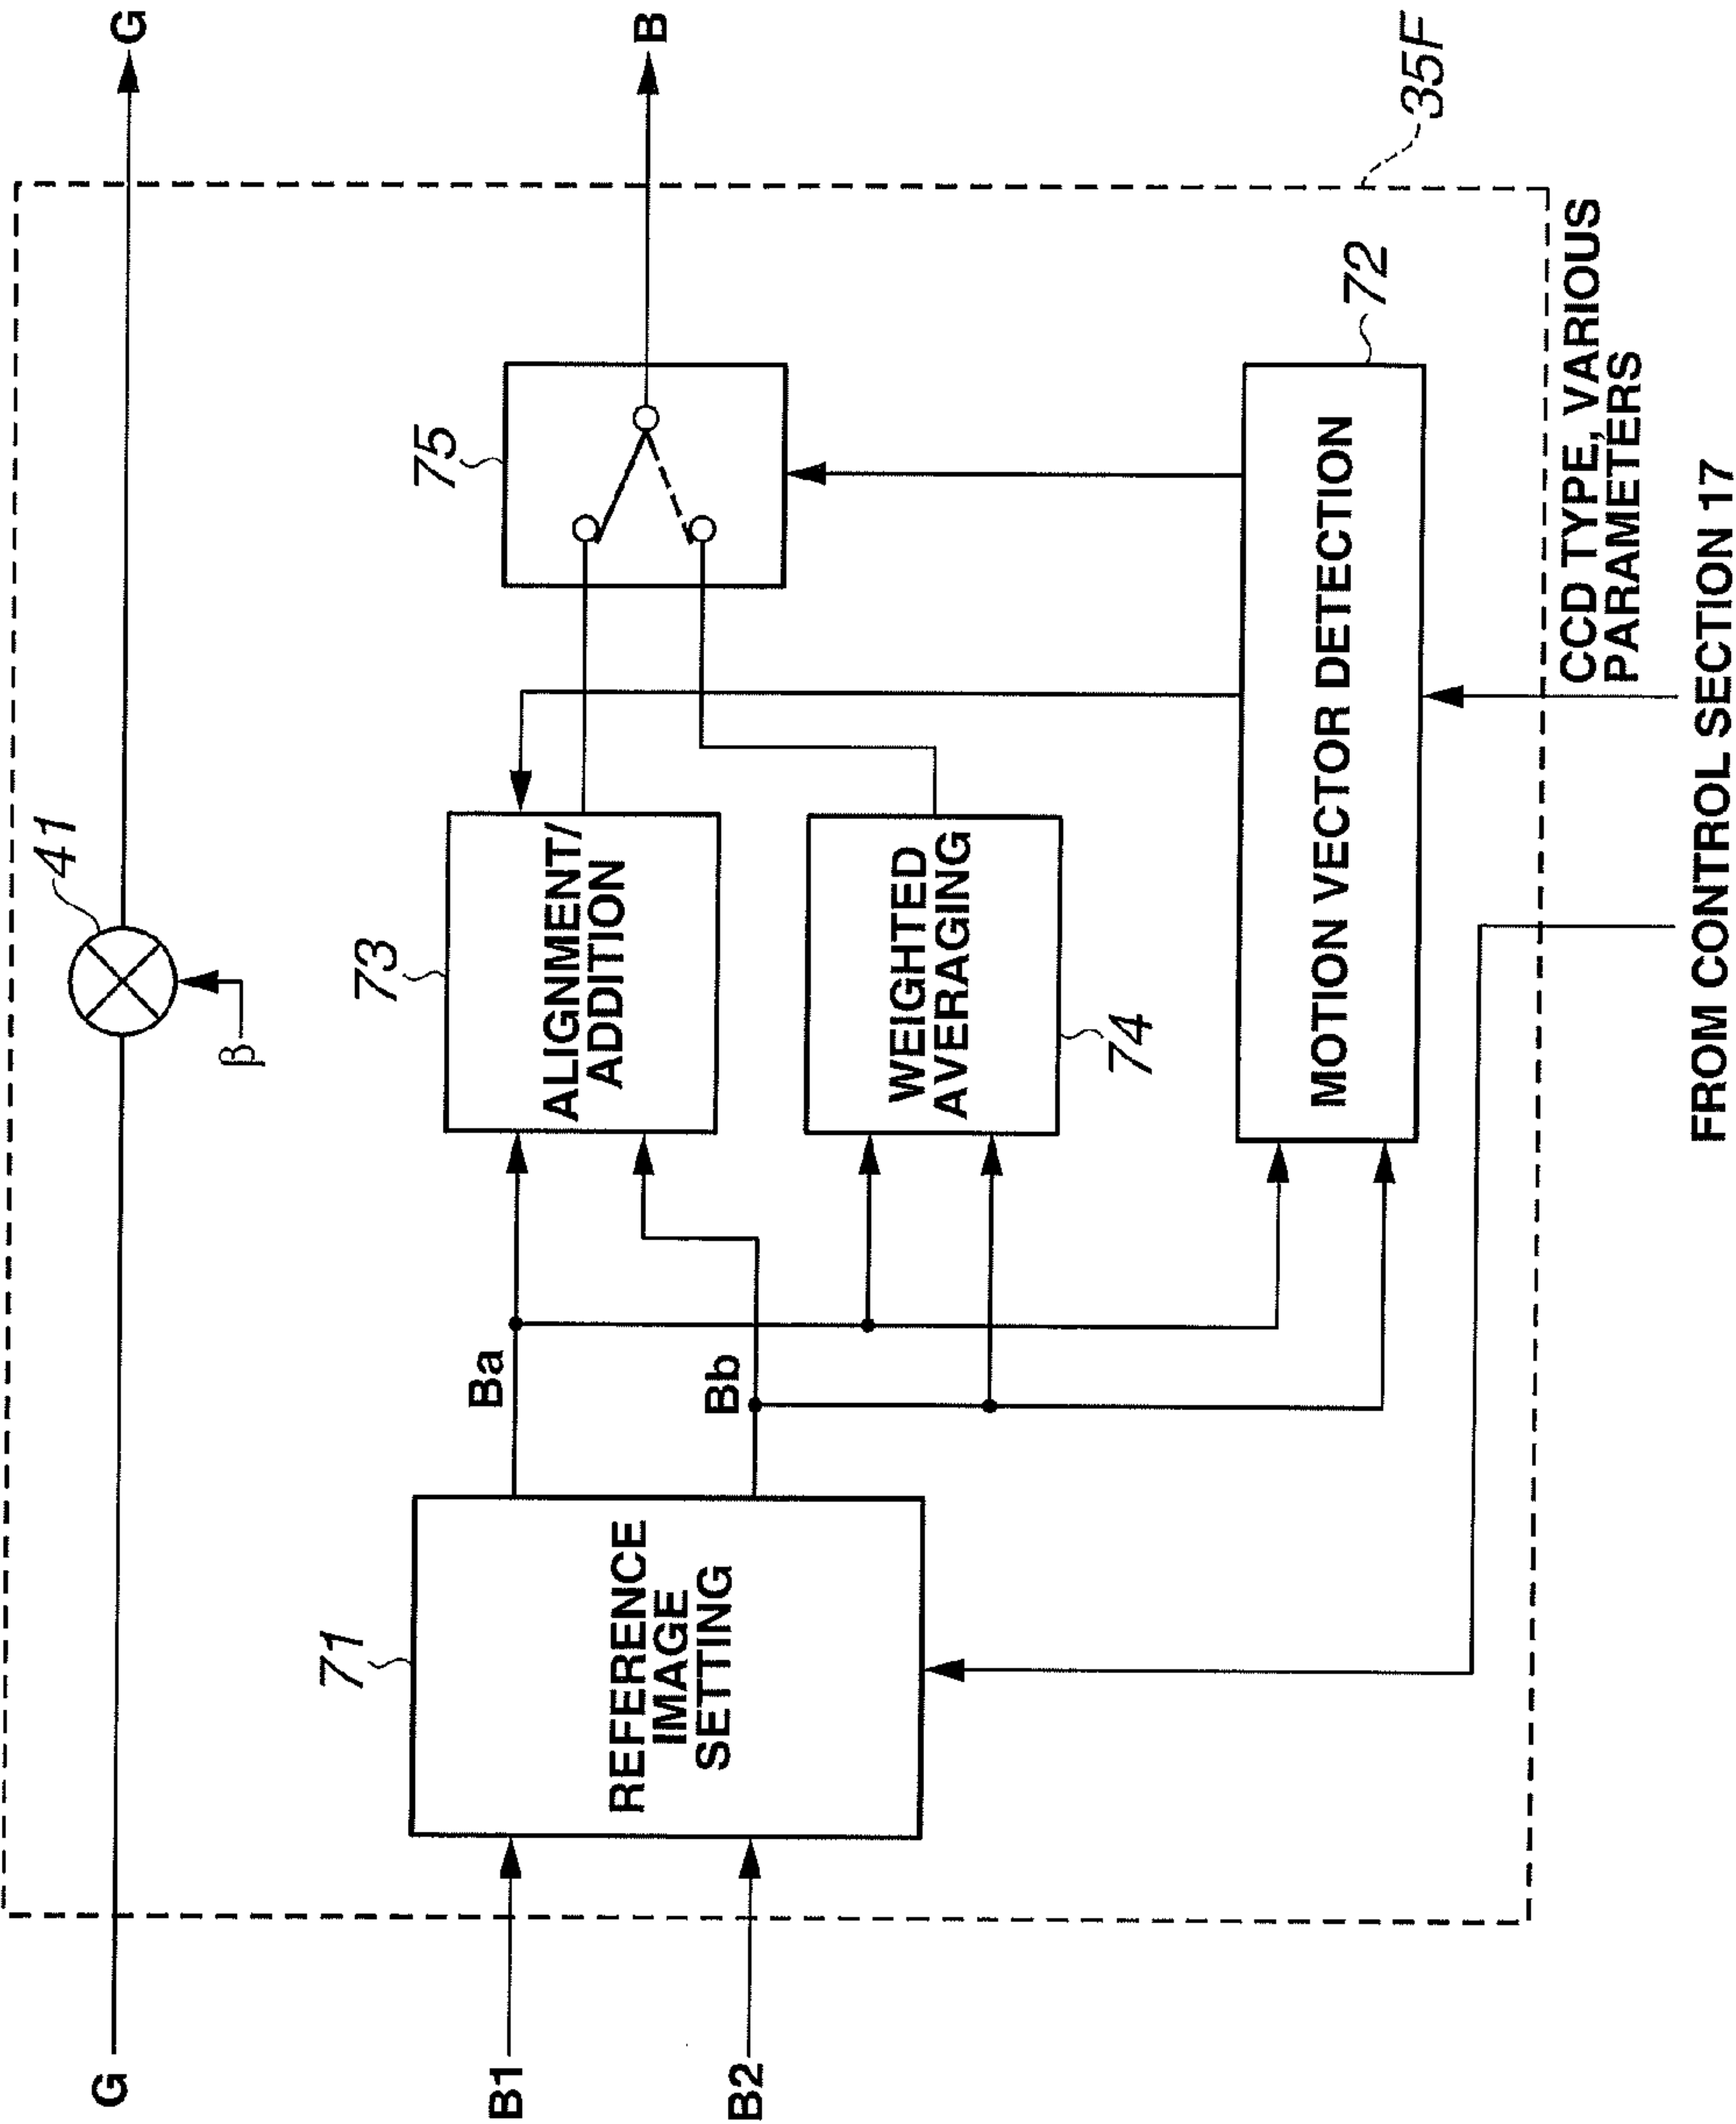 G
41
G
β
B1
B2
71
REFERENCE
IMAGE
SETTING
Ba
Bb
73
ALIGNMENT/
ADDITION
WEIGHTED
AVERAGING
74
75
B
MOTION VECTOR DETECTION
72
35F
CCD TYPE, VARIOUS
PARAMETERS
FROM CONTROL SECTION 17